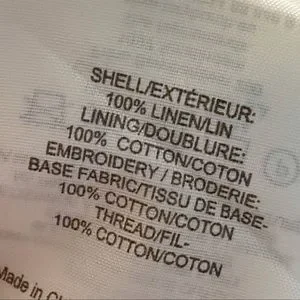 SHELL/EXTÉRIEUR:
100% LINEN/LIN
LINING/DOUBLURE:
100% COTTON/COTON
EMBROIDERY / BRODERIE:
BASE FABRIC/TISSU DE BASE-
100% COTTON/COTON
THREAD/FIL-
100% COTTON/COTON
Made in